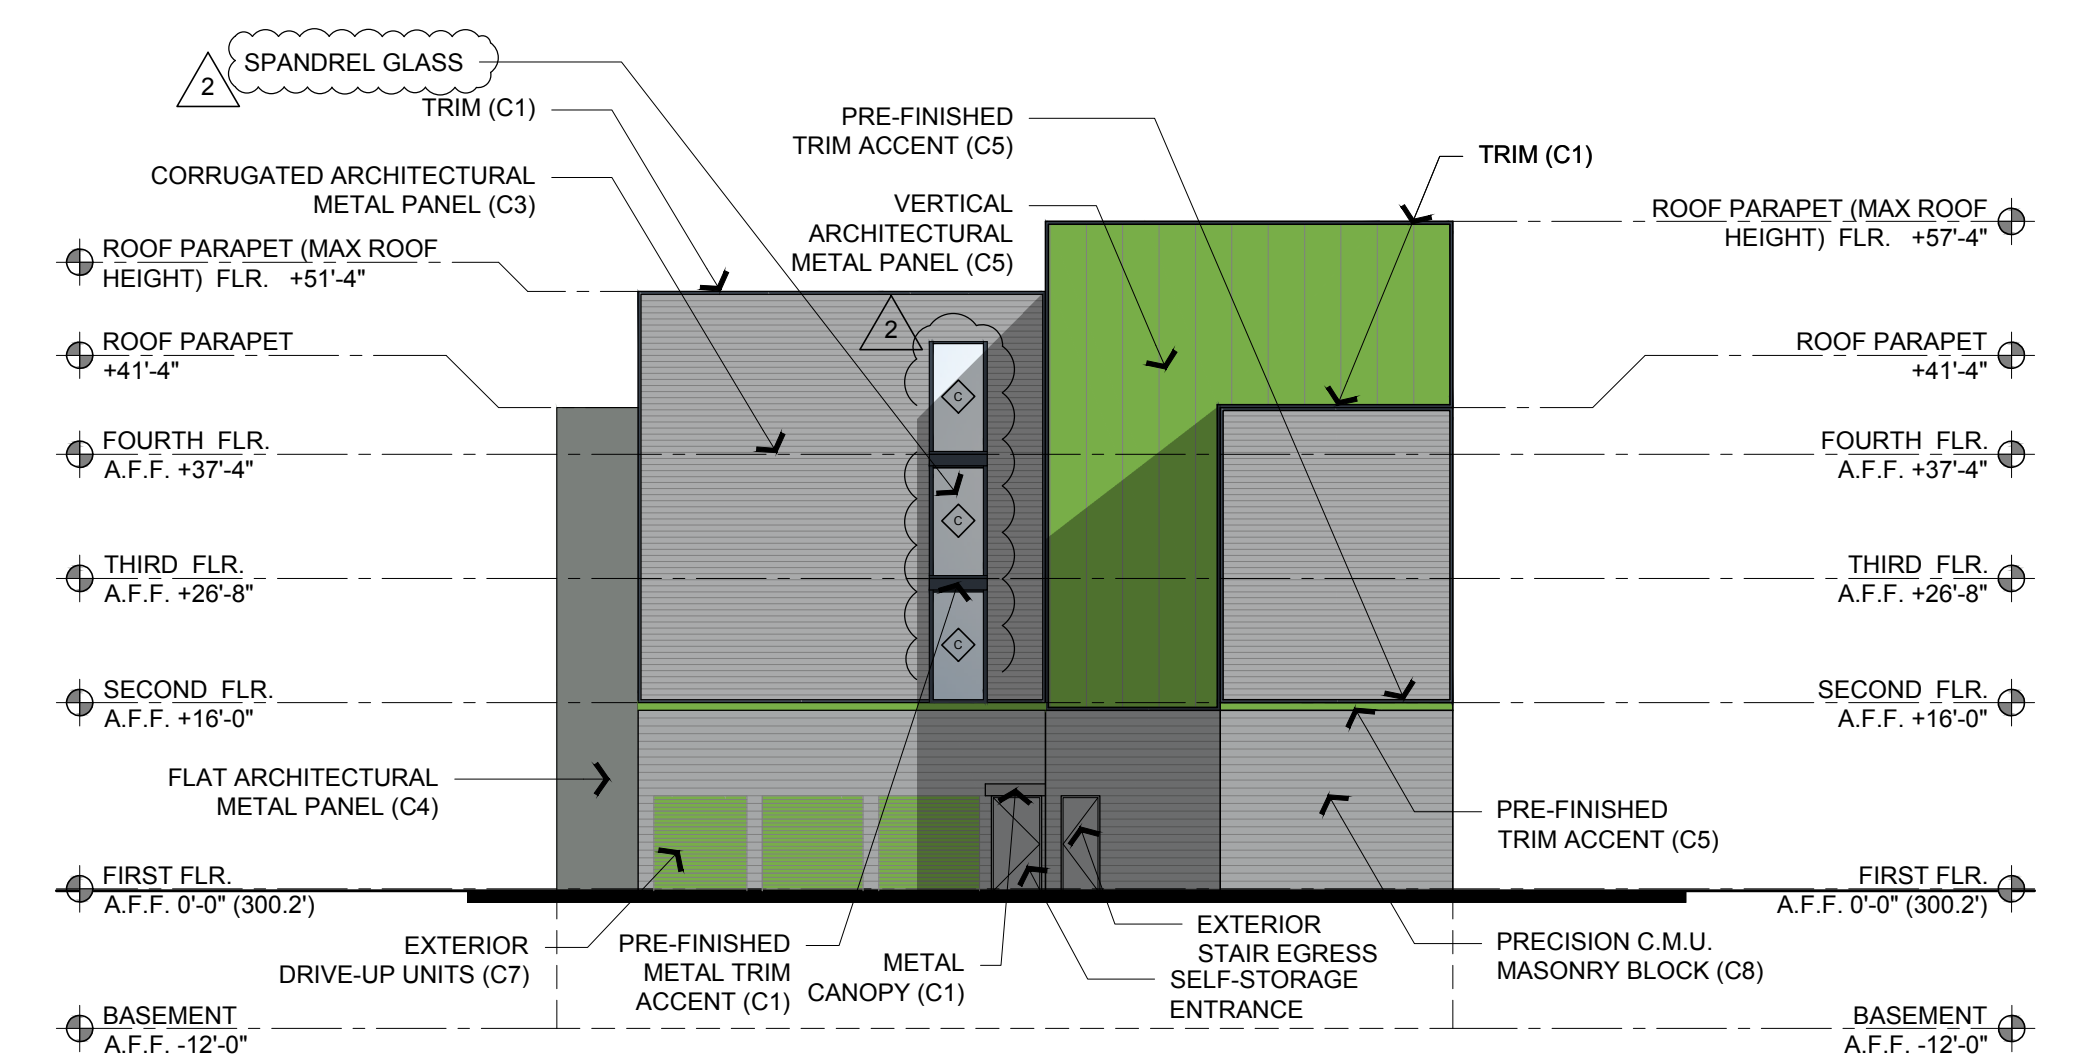 SPANDREL GLASS
2
TRIM (C1)
CORRUGATED ARCHITECTURAL
METAL PANEL (C3)
ROOF PARAPET (MAX ROOF
HEIGHT) FLR. +51'-4"
ROOF PARAPET
+41'-4"
FOURTH FLR.
A.F.F. +37'-4"
THIRD FLR.
A.F.F. +26'-8"
SECOND FLR.
A.F.F. +16'-0"
FLAT ARCHITECTURAL
METAL PANEL (C4)
FIRST FLR.
A.F.F. 0'-0" (300.2')
EXTERIOR
DRIVE-UP UNITS (C7)
BASEMENT
A.F.F. -12'-0"
PRE-FINISHED
TRIM ACCENT (C5)
VERTICAL
ARCHITECTURAL
METAL PANEL (C5)
2
C
C
C
PRE-FINISHED
METAL TRIM
ACCENT (C1)
METAL
CANOPY (C1)
EXTERIOR
STAIR EGRESS
SELF-STORAGE
ENTRANCE
TRIM (C1)
ROOF PARAPET (MAX ROOF
HEIGHT) FLR. +57'-4"
ROOF PARAPET
+41'-4"
FOURTH FLR.
A.F.F. +37'-4"
THIRD FLR.
A.F.F. +26'-8"
SECOND FLR.
A.F.F. +16'-0"
PRE-FINISHED
TRIM ACCENT (C5)
FIRST FLR.
A.F.F. 0'-0" (300.2')
PRECISION C.M.U.
MASONRY BLOCK (C8)
BASEMENT
A.F.F. -12'-0"